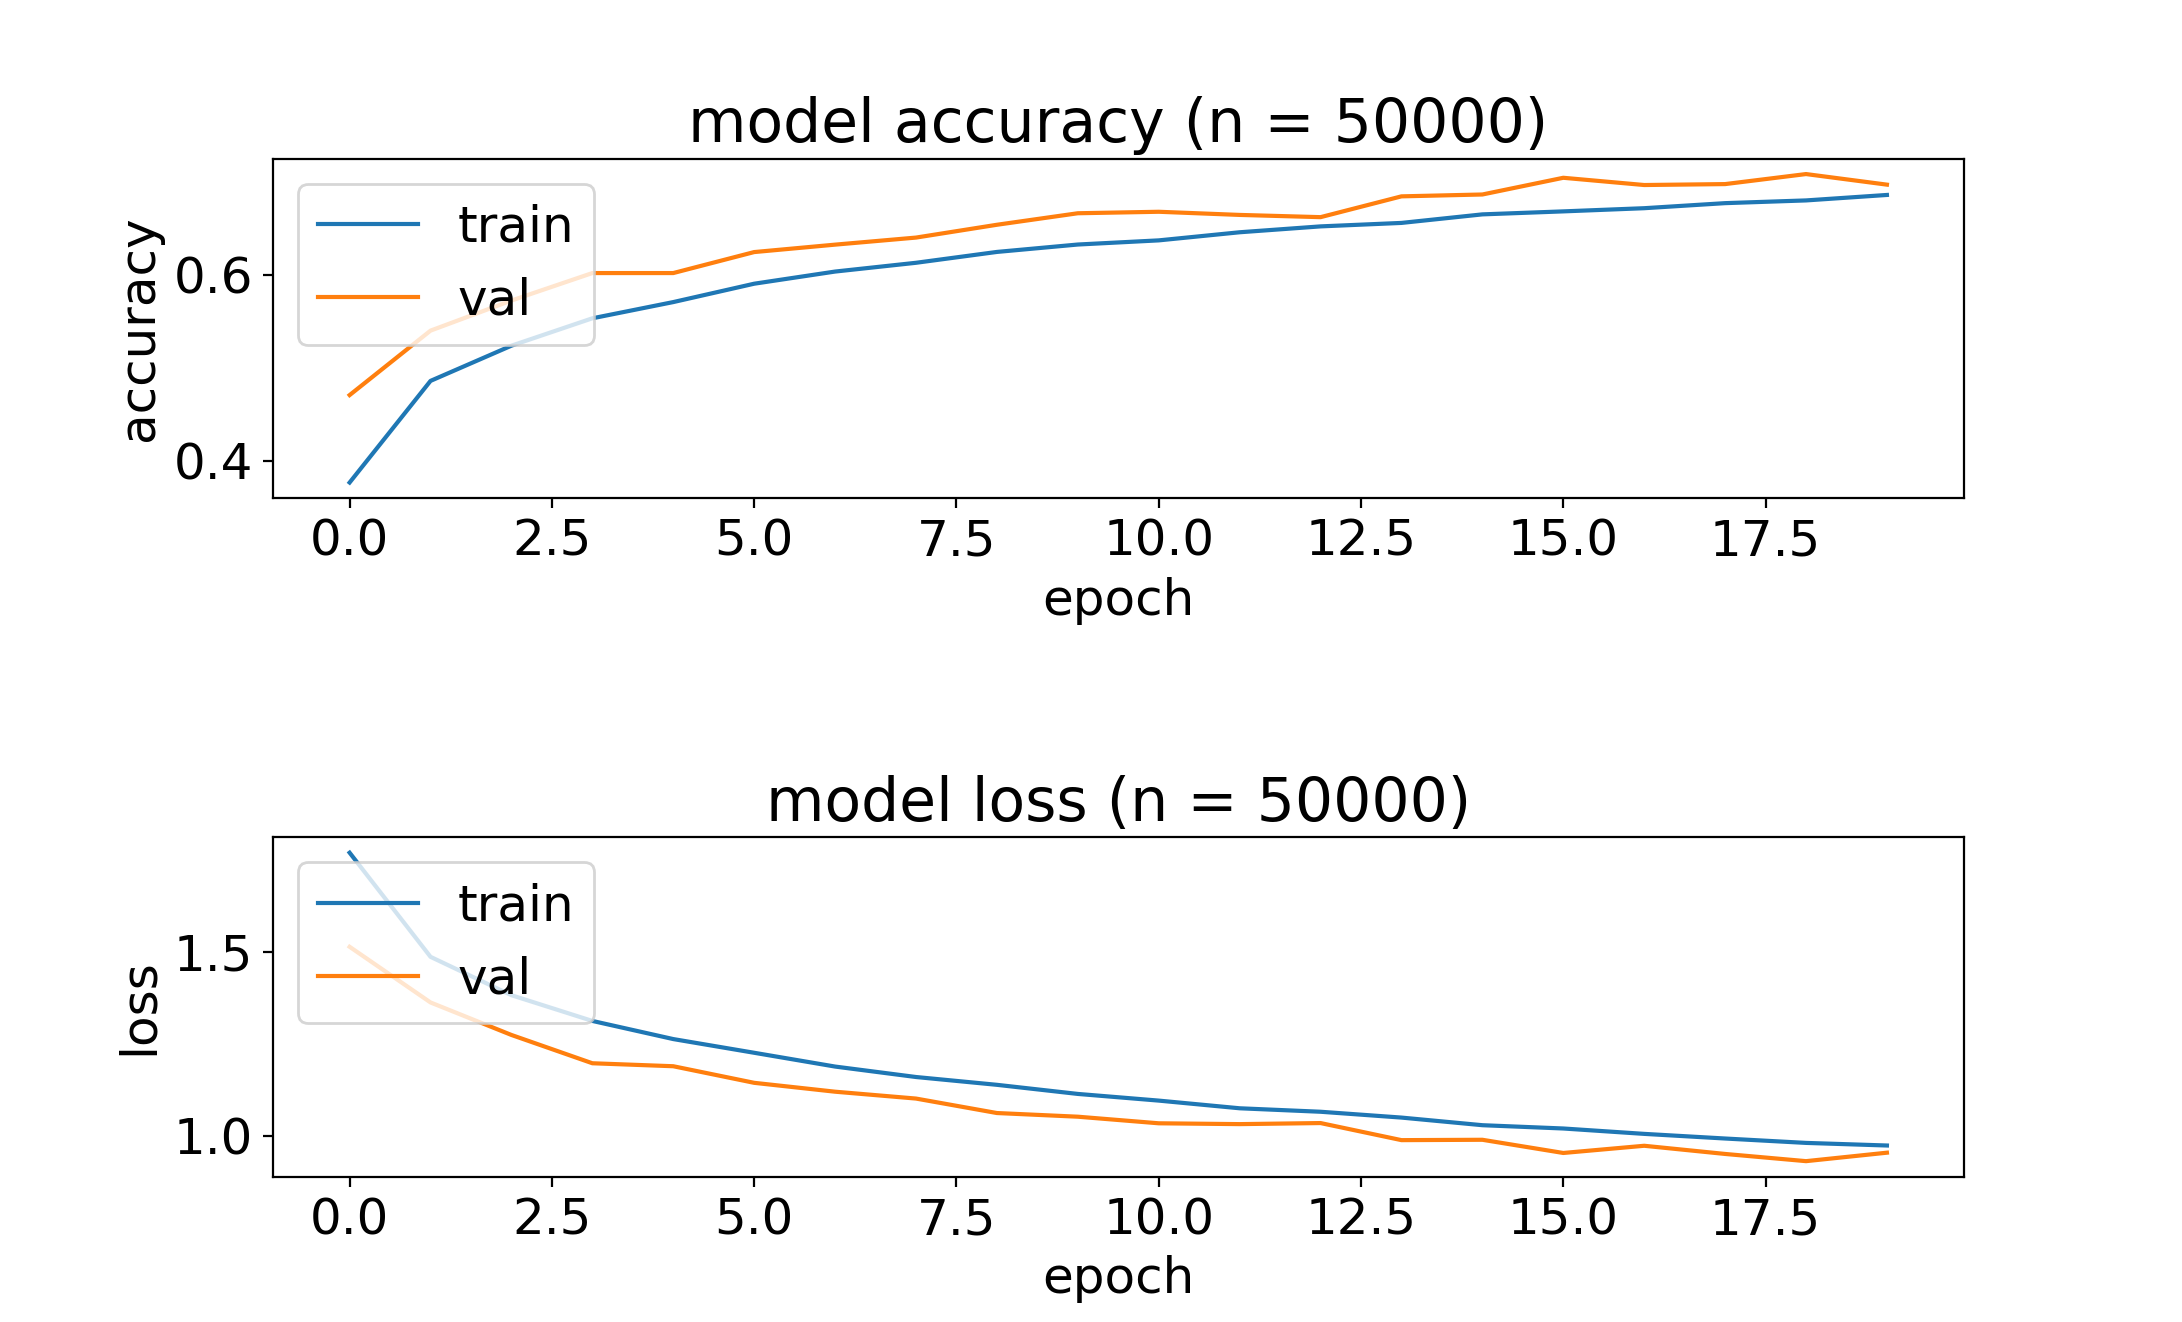 model accuracy (n = 50000)
train
val
accuracy
0.6
0.4
0.0 2.5 5.0 7.5 10.0 12.5 15.0 17.5
epoch
model loss (n = 50000)
train
val
loss
1.5
1.0
0.0 2.5 5.0 7.5 10.0 12.5 15.0 17.5
epoch